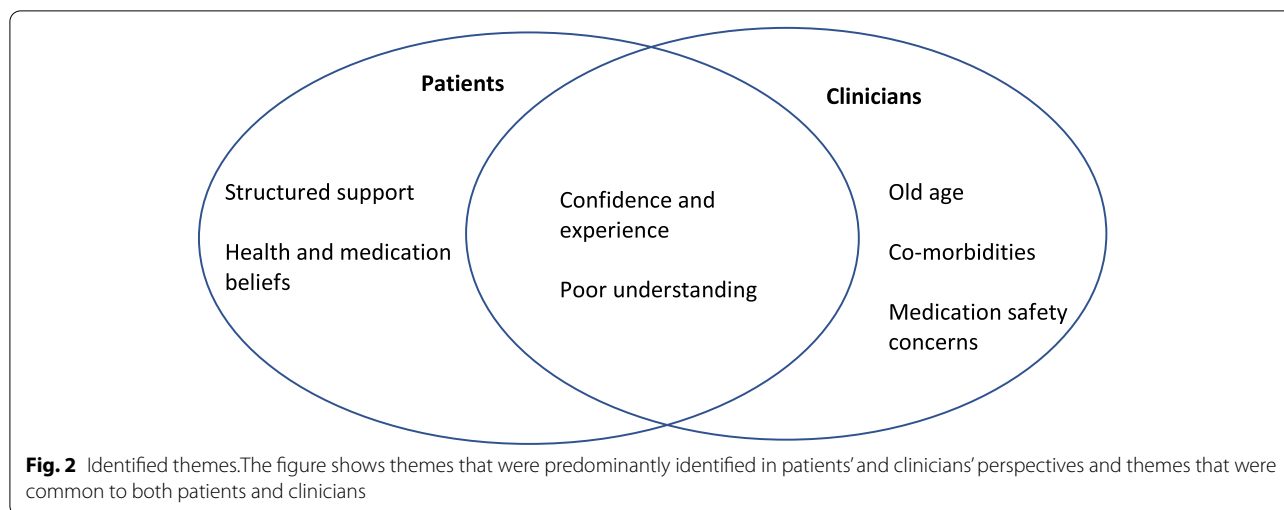 Patients
Clinicians
Structured support
Health and medication
beliefs
Confidence and
experience
Poor understanding
Old age
Co-morbidities
Medication safety
concerns
Fig. 2 Identified themes.The figure shows themes that were predominantly identified in patients’ and clinicians’ perspectives and themes that were
common to both patients and clinicians